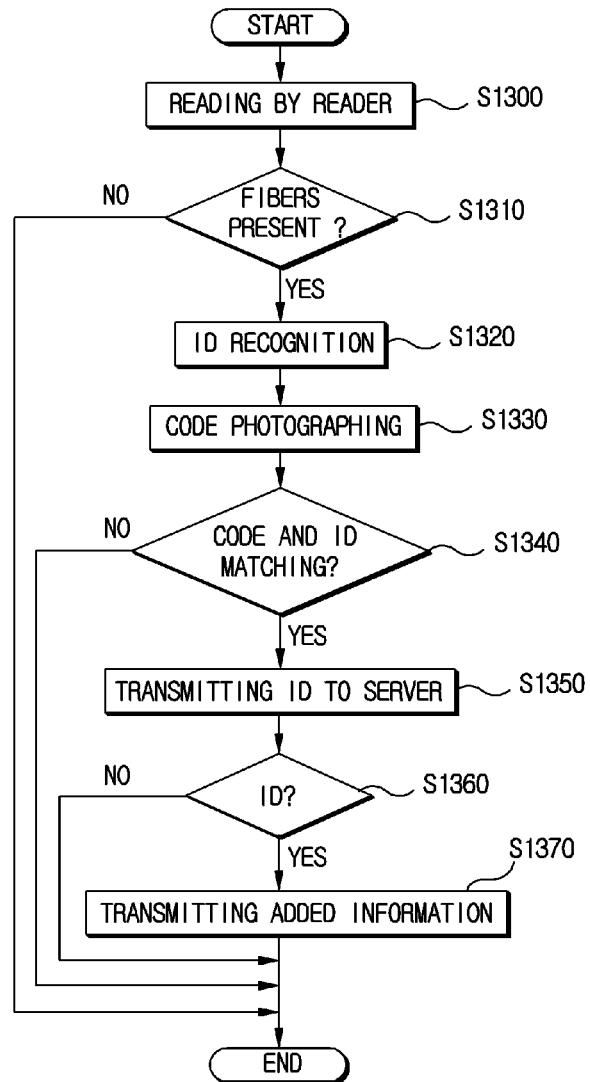 START
READING BY READER
S1300
NO
FIBERS
PRESENT ?
S1310
YES
ID RECOGNITION
S1320
CODE PHOTOGRAPHING
S1330
NO
CODE AND ID
MATCHING?
S1340
YES
TRANSMITTING ID TO SERVER
S1350
NO
ID?
S1360
YES
S1370
TRANSMITTING ADDED INFORMATION
END